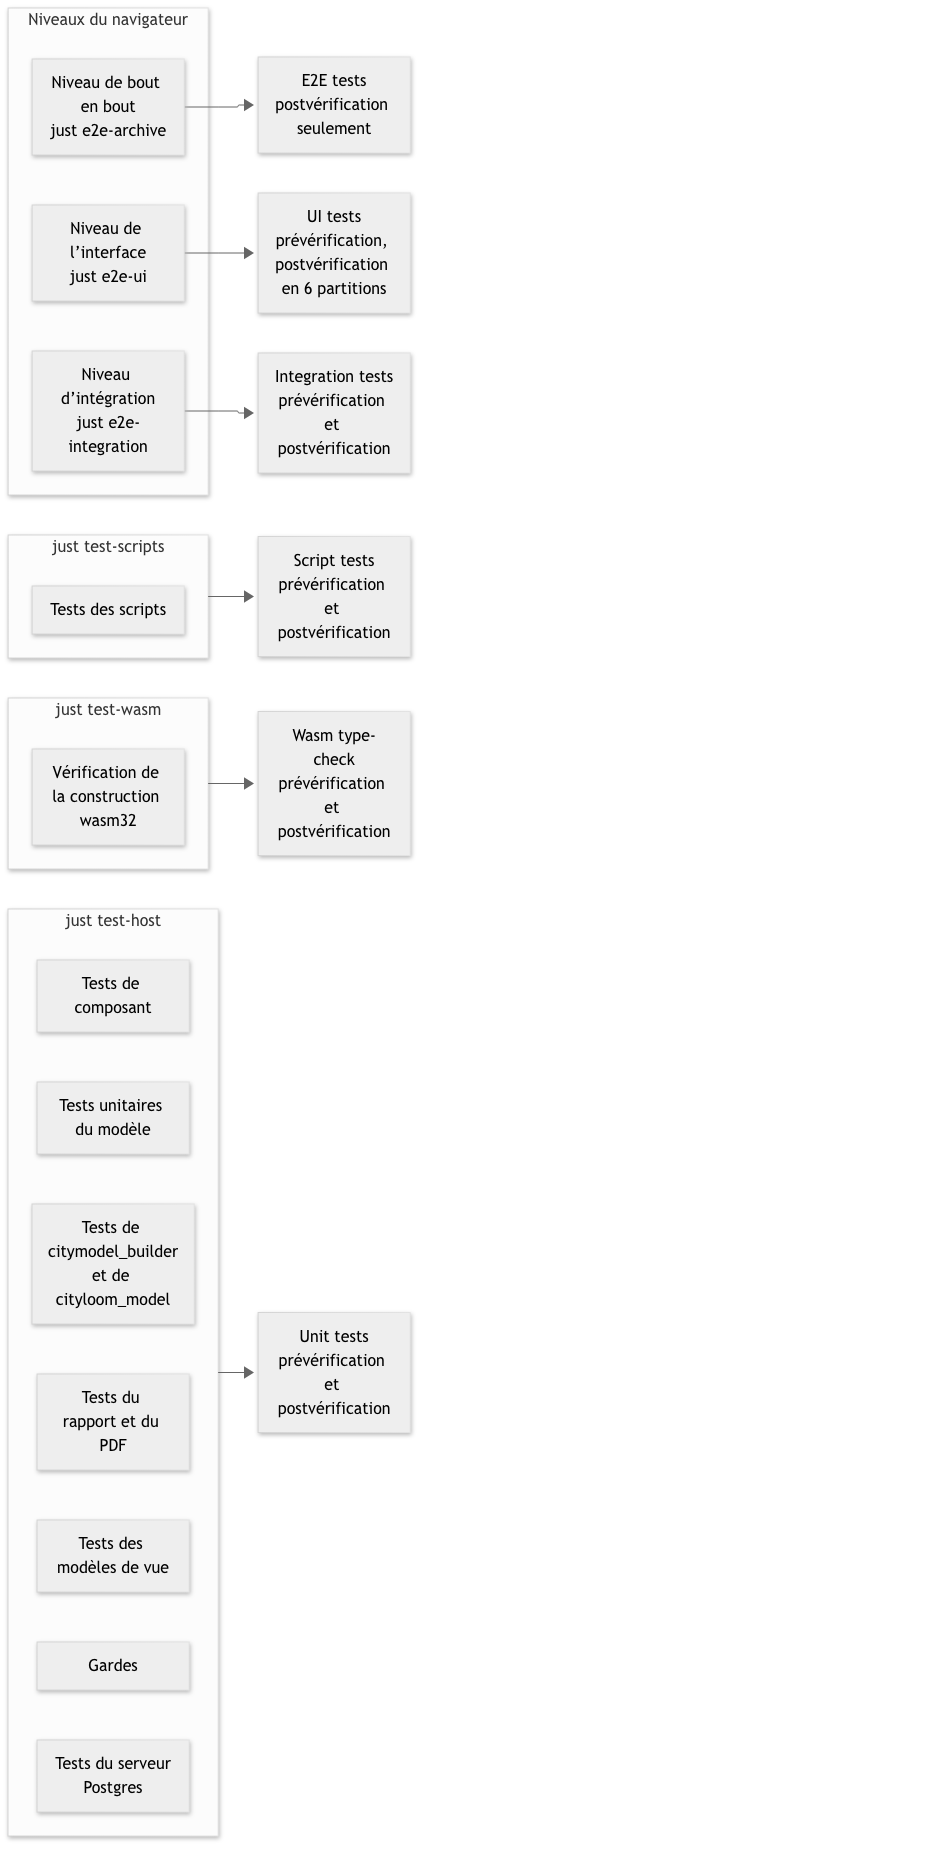 Niveaux du navigateur
Niveau de bout
en bout
just e2e-archive
E2E tests
postvérification
seulement
Niveau de
l’interface
just e2e-ui
UI tests
prévérification,
postvérification
en 6 partitions
Niveau
d’intégration
just e2e-
integration
Integration tests
prévérification
et
postvérification
just test-scripts
Tests des scripts
Script tests
prévérification
et
postvérification
just test-wasm
Vérification de
la construction
wasm32
Wasm type-
check
prévérification
et
postvérification
just test-host
Tests de
composant
Tests unitaires
du modèle
Tests de
citymodel_builder
et de
cityloom_model
Tests du
rapport et du
PDF
Tests des
modèles de vue
Gardes
Tests du serveur
Postgres
Unit tests
prévérification
et
postvérification